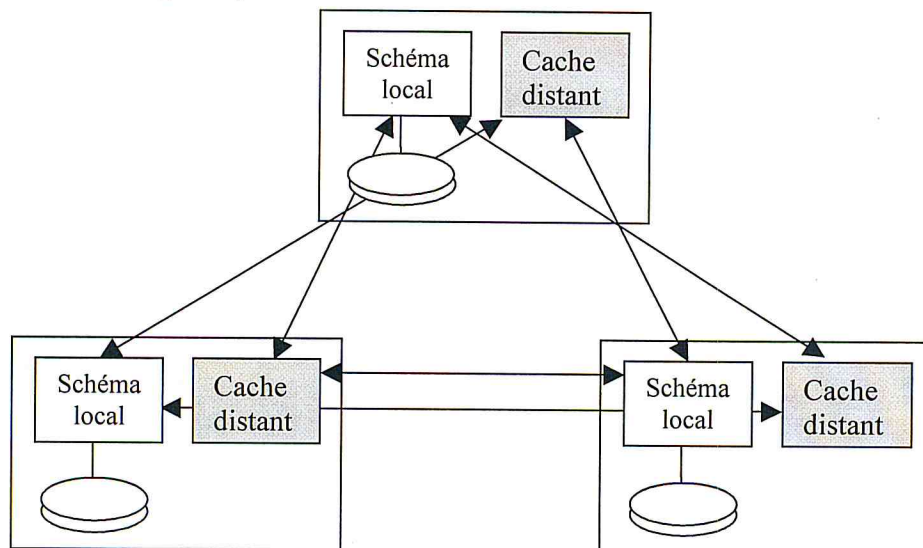 Schéma
local
Cache
distant
Schéma
local
Cache
distant
Schéma
local
Cache
distant